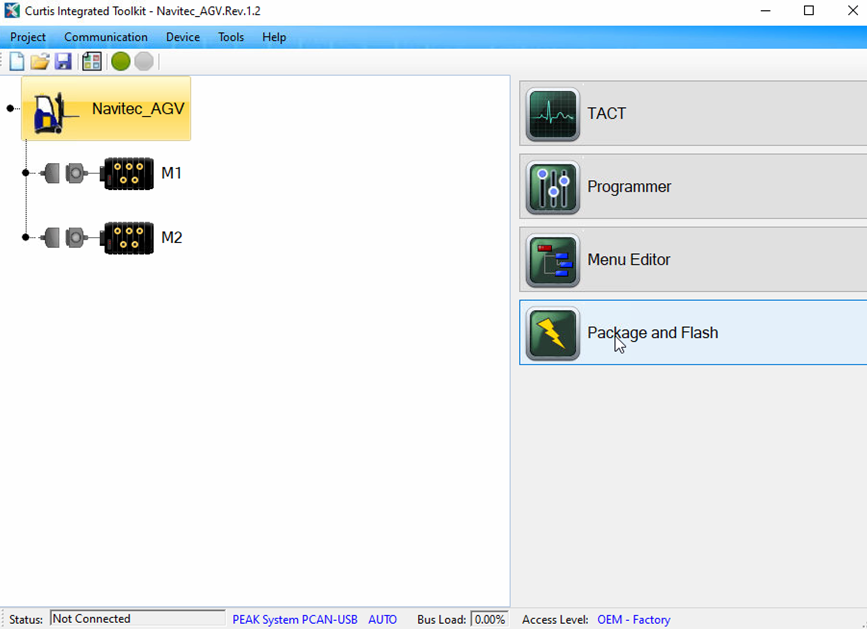 Curtis Integrated Toolkit - Navitec_AGV.Rev.1.2
Project Communication Device Tools Help
Navitec_AGV
M1
M2
TACT
Programmer
Menu Editor
Package and Flash
Status: Not Connected PEAK System PCAN-USB AUTO Bus Load: 0.00% Access Level: OEM - Factory